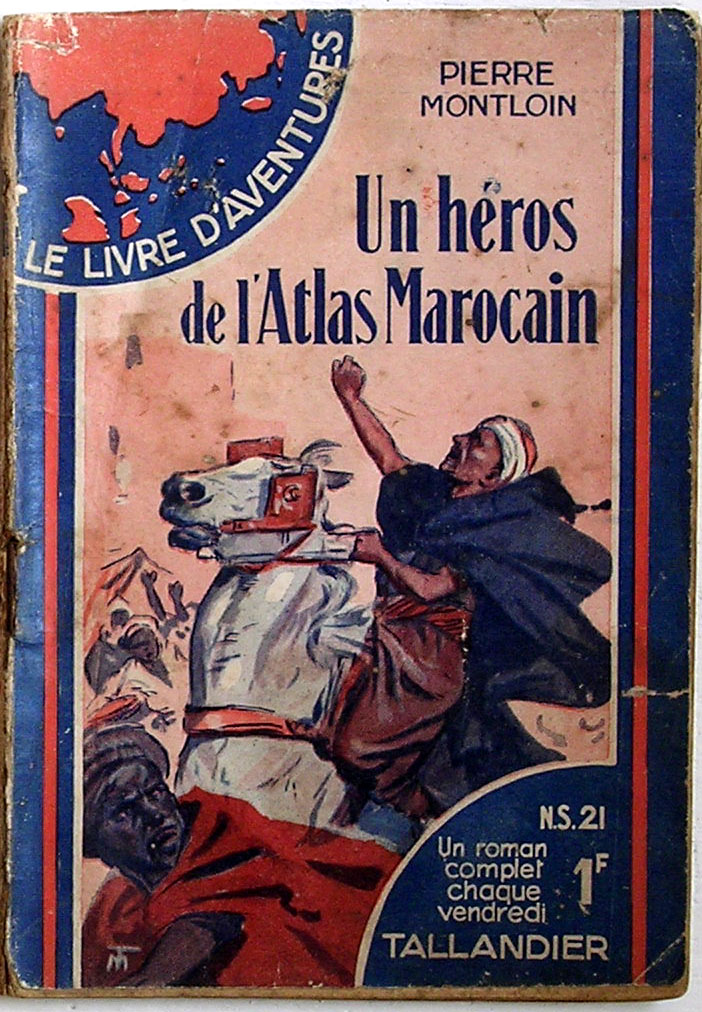 LE LIVRE D'AVENTURES
PIERRE
MONTLOIN
Un héros
de l'Atlas Marocain
N.S. 21
Un roman
complet
chaque
vendredi
1F
TALLANDIER